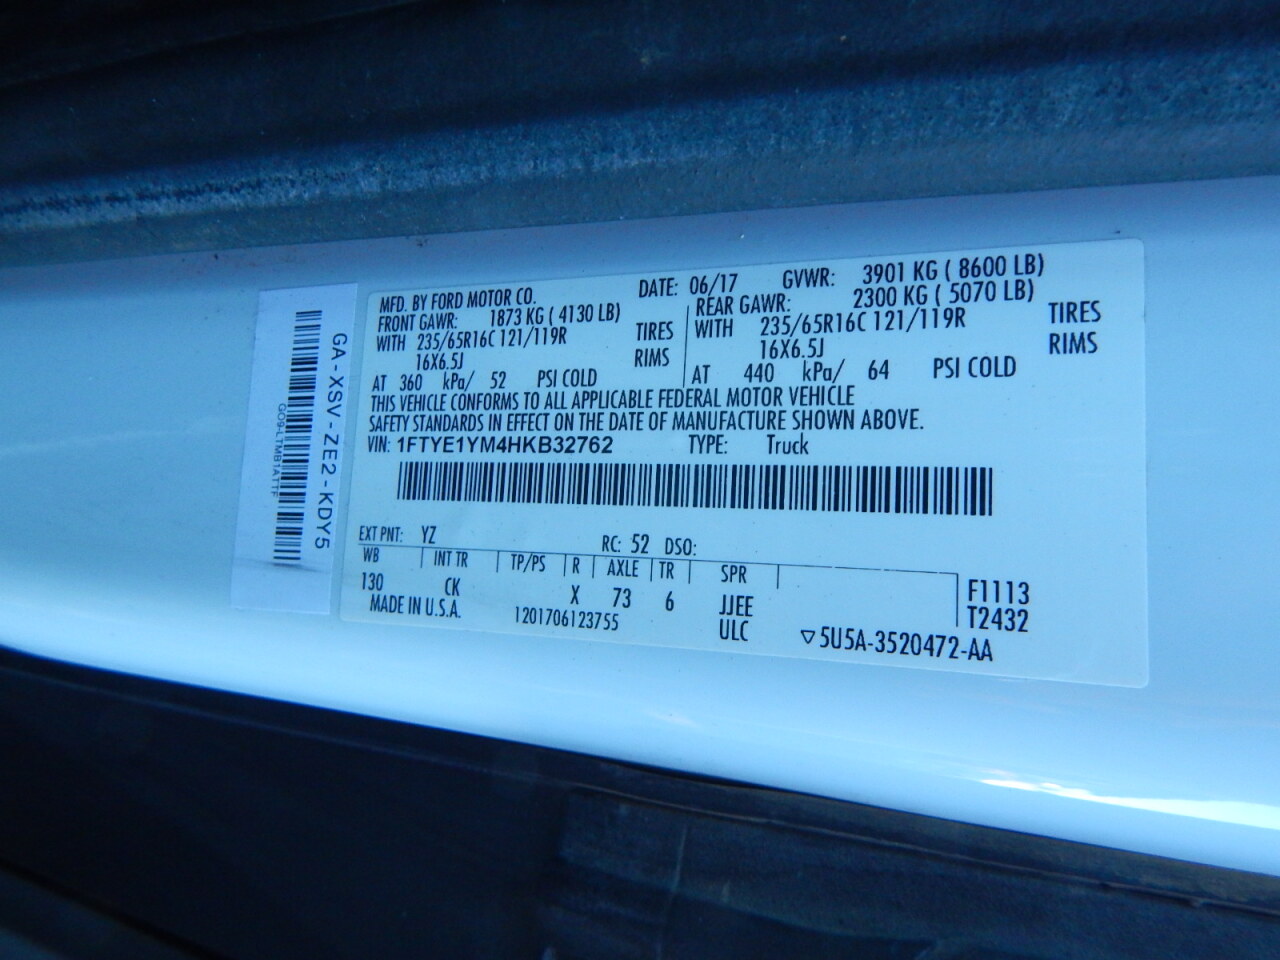 GA-XSV-ZE2-KDY5
GO9-LTMB1ATTF
MFD. BY FORD MOTOR CO.
DATE: 06/17
GVWR: 3901 KG ( 8600 LB)
FRONT GAWR: 1873 KG ( 4130 LB)
WITH 235/65R16C 121/119R TIRES
16X6.5J RIMS
AT 360 kPa/ 52 PSI COLD
REAR GAWR: 2300 KG ( 5070 LB)
WITH 235/65R16C 121/119R TIRES
16X6.5J RIMS
AT 440 kPa/ 64 PSI COLD
THIS VEHICLE CONFORMS TO ALL APPLICABLE FEDERAL MOTOR VEHICLE
SAFETY STANDARDS IN EFFECT ON THE DATE OF MANUFACTURE SHOWN ABOVE.
VIN: 1FTYE1YM4HKB32762 TYPE: Truck
EXT PNT: YZ RC: 52 DSO:
WB INT TR TP/PS R AXLE TR SPR
130 CK X 73 6 JJEE F1113
MADE IN U.S.A. 1201706123755 ULC T2432
▽5U5A-3520472-AA